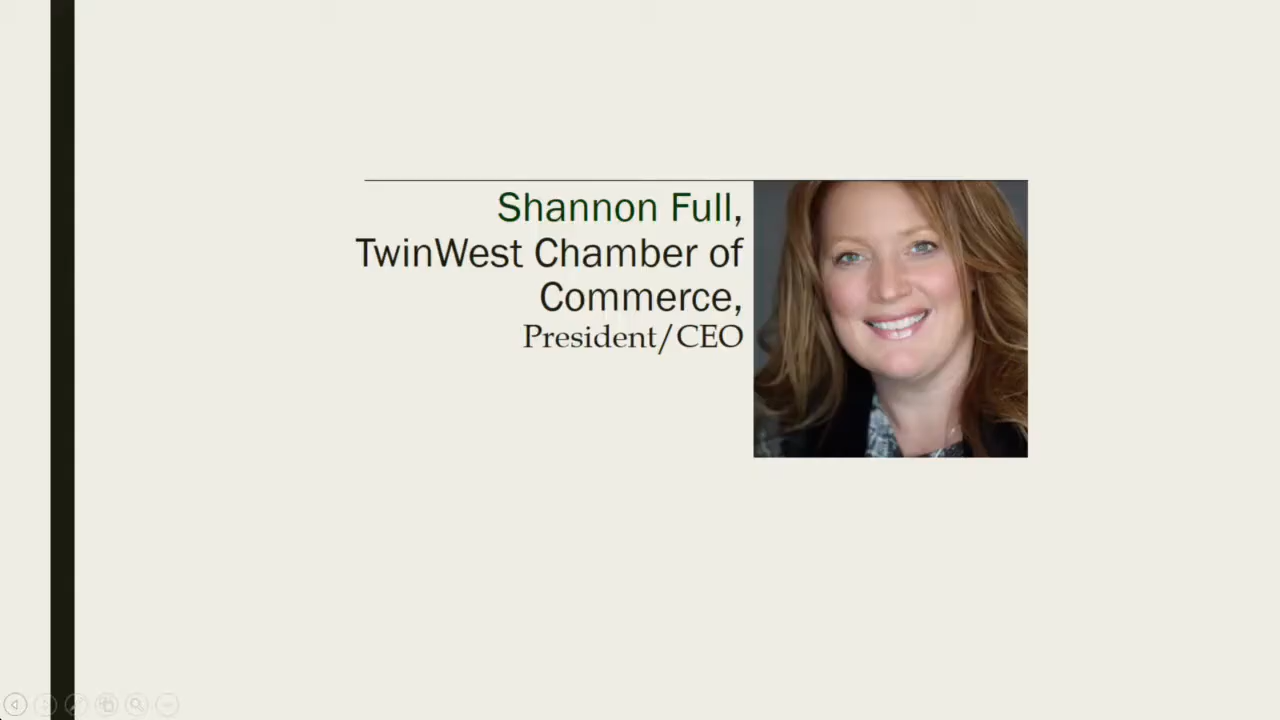 Shannon Full,
TwinWest Chamber of
Commerce,
President/CEO